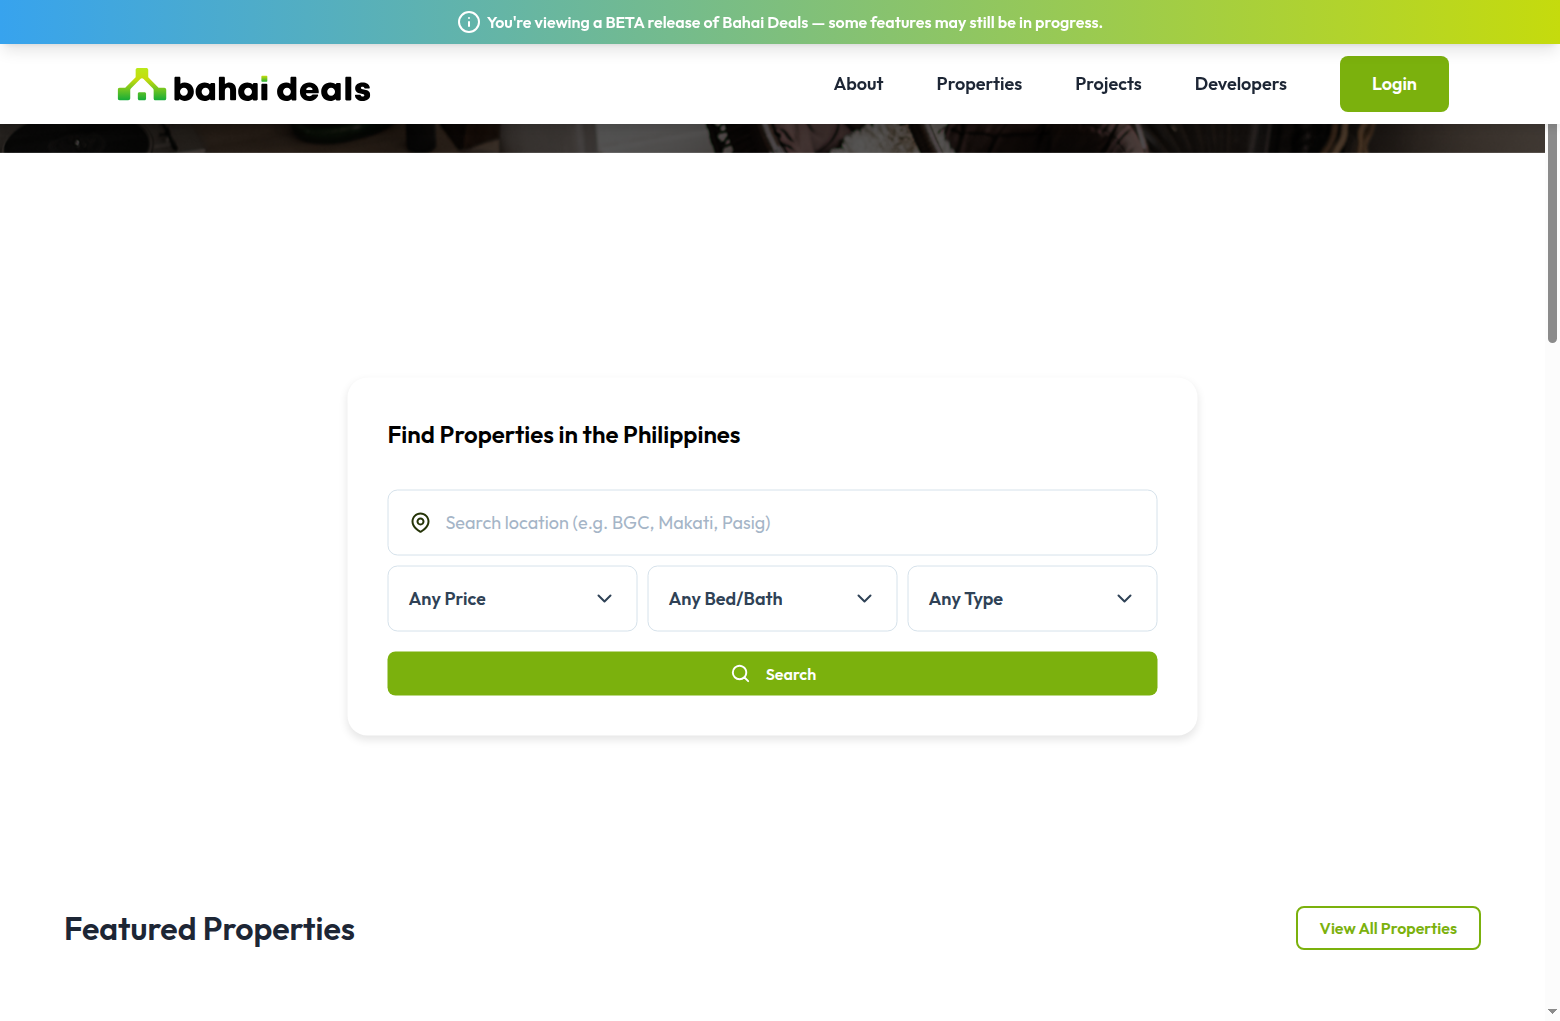 You're viewing a BETA release of Bahai Deals — some features may still be in progress.
bahai deals
About
Properties
Projects
Developers
Login
Find Properties in the Philippines
Search location (e.g. BGC, Makati, Pasig)
Any Price
Any Bed/Bath
Any Type
Search
Featured Properties
View All Properties